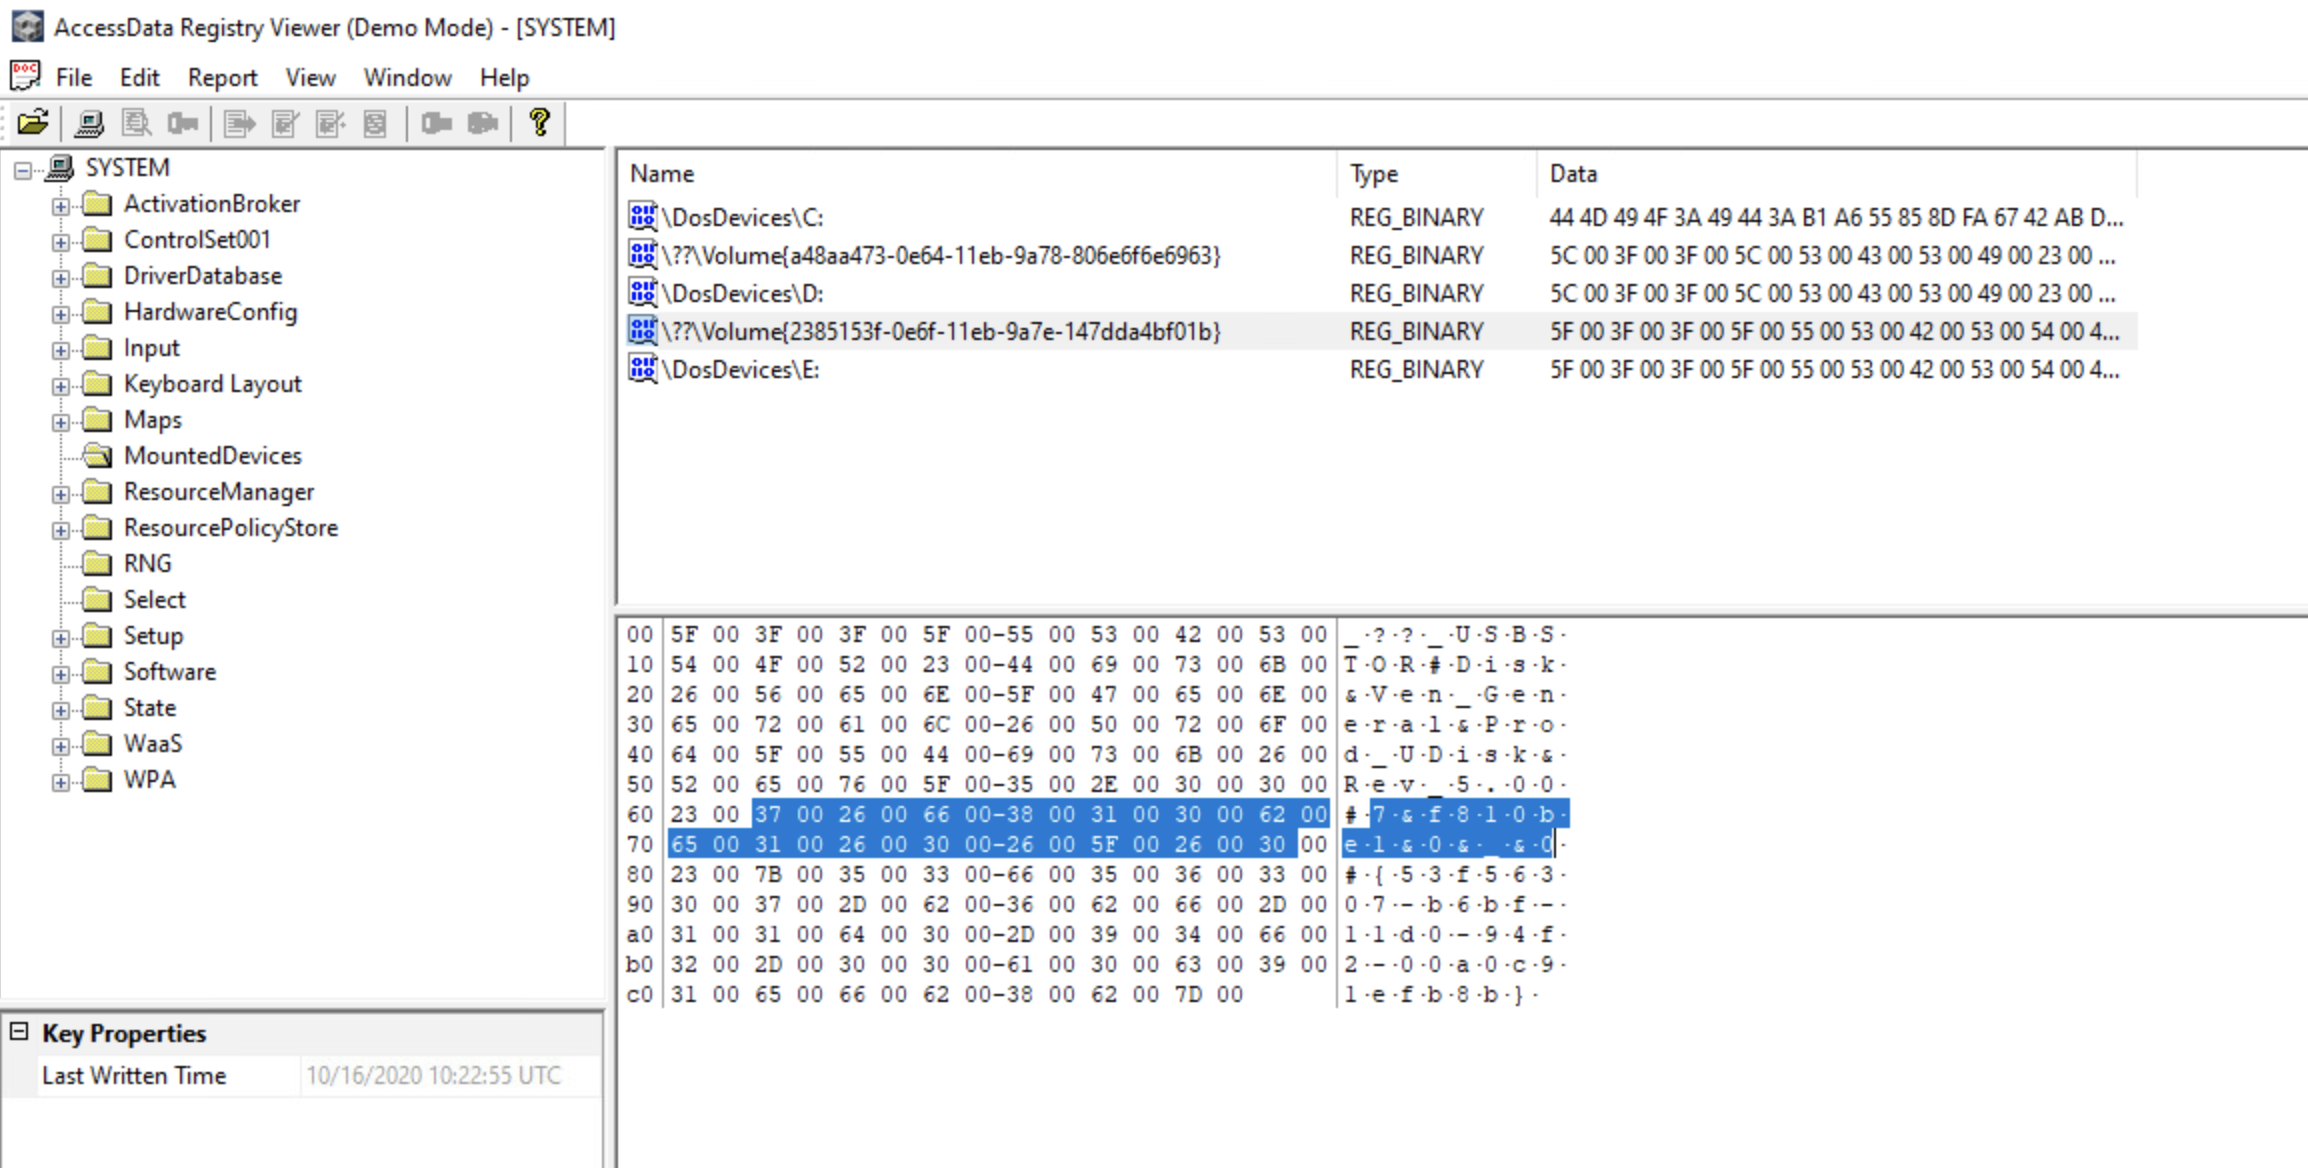 AccessData Registry Viewer (Demo Mode) - [SYSTEM]
File Edit Report View Window Help
SYSTEM
ActivationBroker
ControlSet001
DriverDatabase
HardwareConfig
Input
Keyboard Layout
Maps
MountedDevices
ResourceManager
ResourcePolicyStore
RNG
Select
Setup
Software
State
WaaS
WPA
Key Properties
Last Written Time 10/16/2020 10:22:55 UTC
Name Type Data
\DosDevices\C: REG_BINARY 44 4D 49 4F 3A 49 44 3A B1 A6 55 85 8D FA 67 42 AB D...
\??\Volume{a48aa473-0e64-11eb-9a78-806e6f6e6963} REG_BINARY 5C 00 3F 00 3F 00 5C 00 53 00 43 00 53 00 49 00 23 00 ...
\DosDevices\D: REG_BINARY 5C 00 3F 00 3F 00 5C 00 53 00 43 00 53 00 49 00 23 00 ...
\??\Volume{2385153f-0e6f-11eb-9a7e-147dda4bf01b} REG_BINARY 5F 00 3F 00 3F 00 5F 00 55 00 53 00 42 00 53 00 54 00 4...
\DosDevices\E: REG_BINARY 5F 00 3F 00 3F 00 5F 00 55 00 53 00 42 00 53 00 54 00 4...
00 5F 00 3F 00 3F 00 5F 00-55 00 53 00 42 00 53 00 _·?·?·_·U·S·B·S·
10 54 00 4F 00 52 00 23 00-44 00 69 00 73 00 6B 00 T·O·R·#·D·i·s·k·
20 26 00 56 00 65 00 6E 00-5F 00 47 00 65 00 6E 00 &·V·e·n·_·G·e·n·
30 65 00 72 00 61 00 6C 00-26 00 50 00 72 00 6F 00 e·r·a·l·&·P·r·o·
40 64 00 5F 00 55 00 44 00-69 00 73 00 6B 00 26 00 d·_·U·D·i·s·k·&·
50 52 00 65 00 76 00 5F 00-35 00 2E 00 30 00 30 00 R·e·v·_·5·.·0·0·
60 23 00 37 00 26 00 66 00-38 00 31 00 30 00 62 00 #·7·&·f·8·1·0·b·
70 65 00 31 00 26 00 30 00-26 00 5F 00 26 00 30 00 e·1·&·0·&·_·&·0·
80 23 00 7B 00 35 00 33 00-66 00 35 00 36 00 33 00 #·{·5·3·f·5·6·3·
90 30 00 37 00 2D 00 62 00-36 00 62 00 66 00 2D 00 0·7·-·b·6·b·f·-·
a0 31 00 31 00 64 00 30 00-2D 00 39 00 34 00 66 00 1·1·d·0·-·9·4·f·
b0 32 00 2D 00 30 00 30 00-61 00 30 00 63 00 39 00 2·-·0·0·a·0·c·9·
c0 31 00 65 00 66 00 62 00-38 00 62 00 7D 00 1·e·f·b·8·b·}·